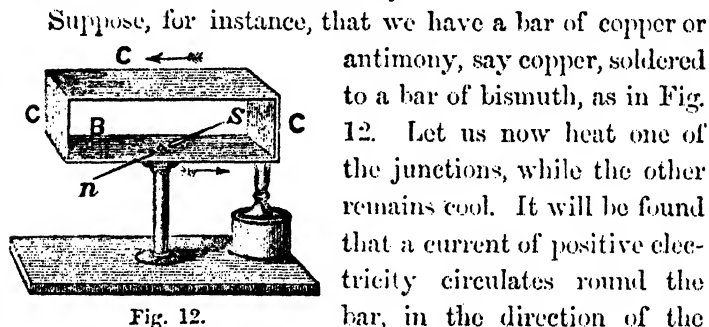 Suppose, for instance, that we have a bar of copper or
antimony, say copper, soldered
to a bar of bismuth, as in Fig.
12. Let us now heat one of
the junctions, while the other
remains cool. It will be found
that a current of positive elec-
tricity circulates round the
bar, in the direction of the
C
C
B
S
C
n
Fig. 12.